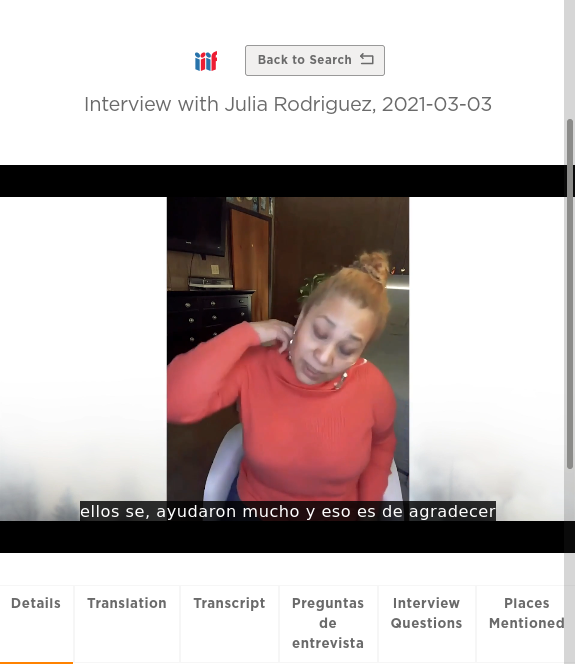 iiif
Back to Search
Interview with Julia Rodriguez, 2021-03-03
ellos se, ayudaron mucho y eso es de agradecer
Details
Translation
Transcript
Preguntas
de
entrevista
Interview
Questions
Places
Mentioned